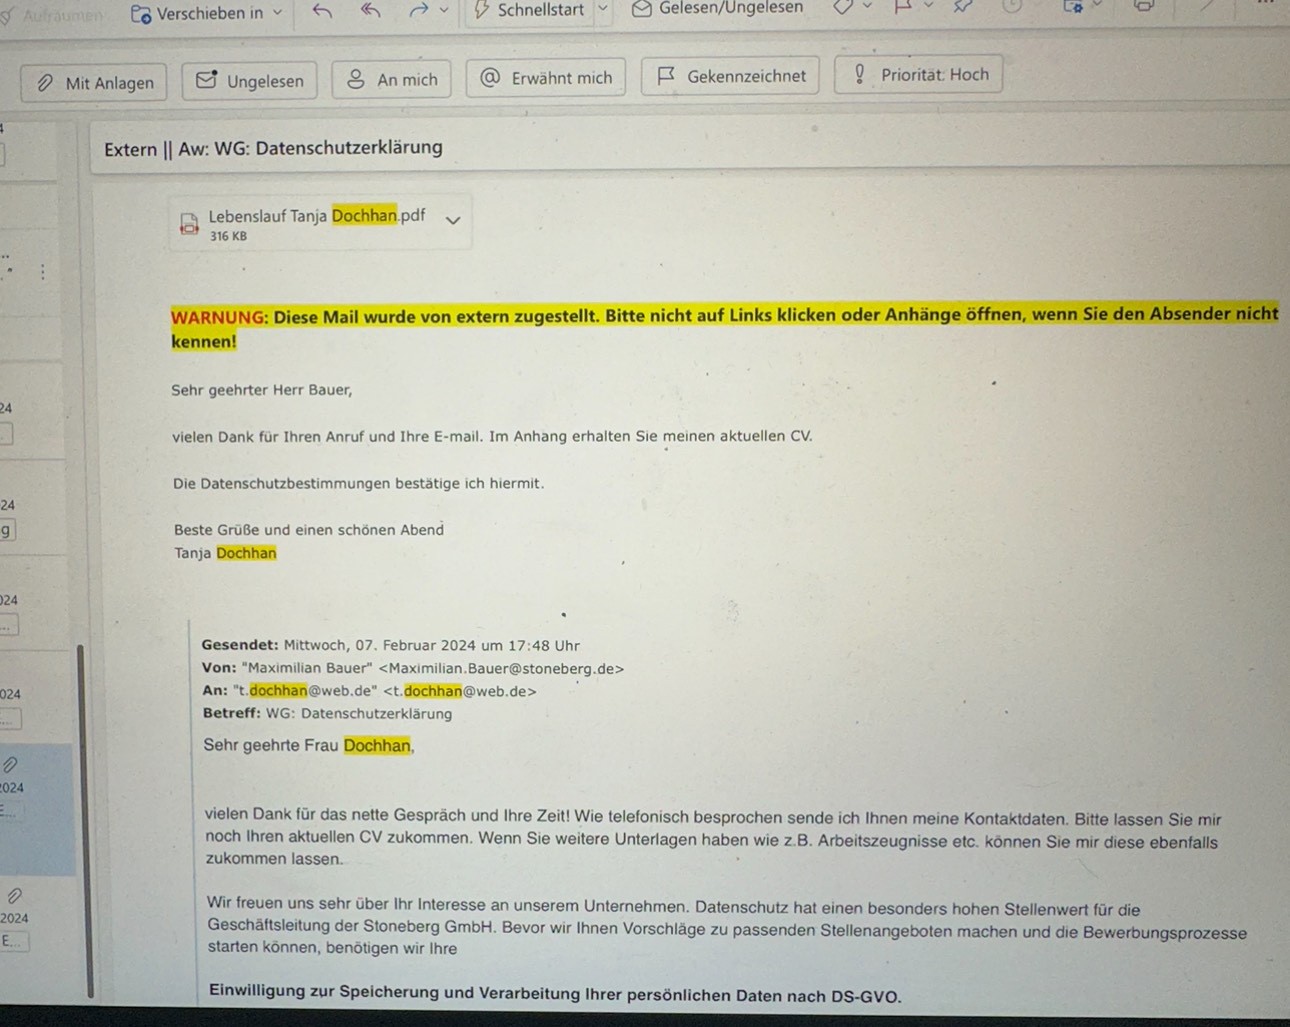 Aufräumen
Verschieben in
Schnellstart
Gelesen/Ungelesen
Mit Anlagen
Ungelesen
An mich
Erwähnt mich
Gekennzeichnet
Priorität: Hoch
Extern || Aw: WG: Datenschutzerklärung
Lebenslauf Tanja Dochhan.pdf
316 KB
WARNUNG: Diese Mail wurde von extern zugestellt. Bitte nicht auf Links klicken oder Anhänge öffnen, wenn Sie den Absender nicht
kennen!
Sehr geehrter Herr Bauer,
24
vielen Dank für Ihren Anruf und Ihre E-mail. Im Anhang erhalten Sie meinen aktuellen CV.
Die Datenschutzbestimmungen bestätige ich hiermit.
24
g
Beste Grüße und einen schönen Abend
Tanja Dochhan
024
Gesendet: Mittwoch, 07. Februar 2024 um 17:48 Uhr
Von: "Maximilian Bauer" <Maximilian.Bauer@stoneberg.de>
An: "t.dochhan@web.de" <t.dochhan@web.de>
024
Betreff: WG: Datenschutzerklärung
Sehr geehrte Frau Dochhan,
2024
E...
vielen Dank für das nette Gespräch und Ihre Zeit! Wie telefonisch besprochen sende ich Ihnen meine Kontaktdaten. Bitte lassen Sie mir
noch Ihren aktuellen CV zukommen. Wenn Sie weitere Unterlagen haben wie z.B. Arbeitszeugnisse etc. können Sie mir diese ebenfalls
zukommen lassen.
2024
E...
Wir freuen uns sehr über Ihr Interesse an unserem Unternehmen. Datenschutz hat einen besonders hohen Stellenwert für die
Geschäftsleitung der Stoneberg GmbH. Bevor wir Ihnen Vorschläge zu passenden Stellenangeboten machen und die Bewerbungsprozesse
starten können, benötigen wir Ihre
Einwilligung zur Speicherung und Verarbeitung Ihrer persönlichen Daten nach DS-GVO.